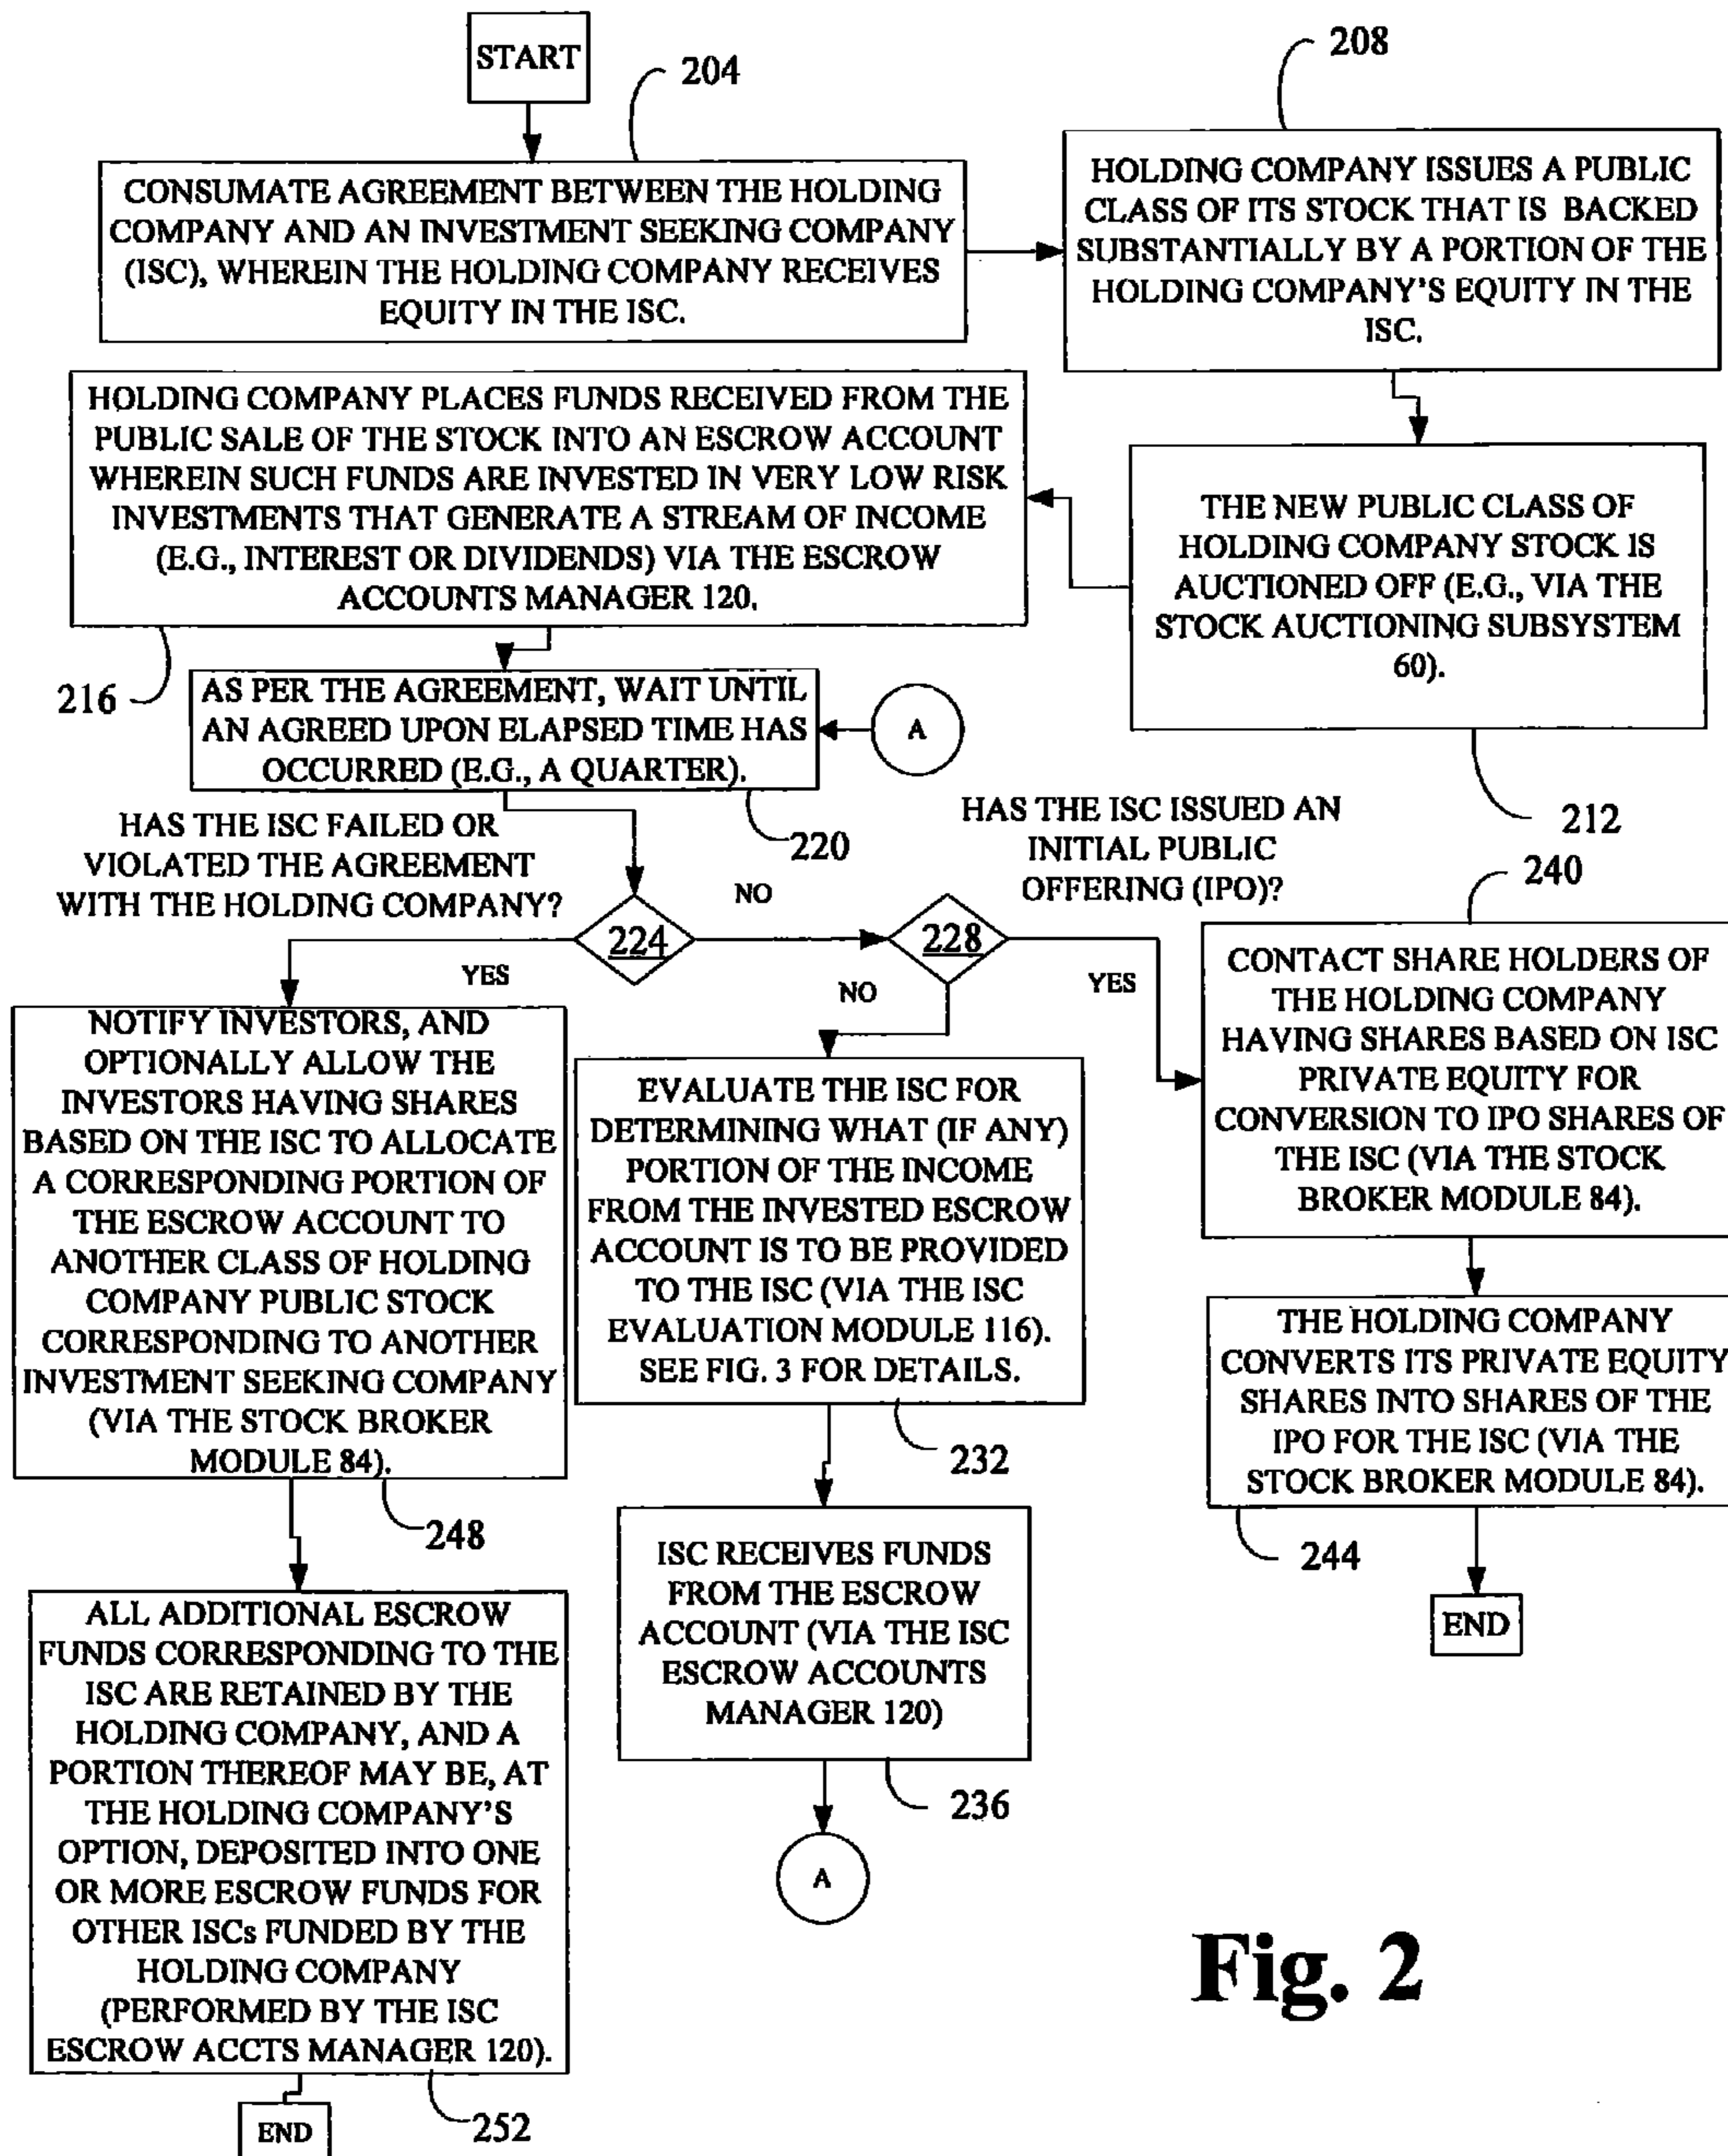 START
204
208
CONSUMATE AGREEMENT BETWEEN THE HOLDING
COMPANY AND AN INVESTMENT SEEKING COMPANY
(ISC), WHEREIN THE HOLDING COMPANY RECEIVES
EQUITY IN THE ISC.
HOLDING COMPANY ISSUES A PUBLIC
CLASS OF ITS STOCK THAT IS BACKED
SUBSTANTIALLY BY A PORTION OF THE
HOLDING COMPANY'S EQUITY IN THE
ISC.
THE NEW PUBLIC CLASS OF
HOLDING COMPANY STOCK IS
AUCTIONED OFF (E.G., VIA THE
STOCK AUCTIONING SUBSYSTEM
60).
212
HOLDING COMPANY PLACES FUNDS RECEIVED FROM THE
PUBLIC SALE OF THE STOCK INTO AN ESCROW ACCOUNT
WHEREIN SUCH FUNDS ARE INVESTED IN VERY LOW RISK
INVESTMENTS THAT GENERATE A STREAM OF INCOME
(E.G., INTEREST OR DIVIDENDS) VIA THE ESCROW
ACCOUNTS MANAGER 120.
216
AS PER THE AGREEMENT, WAIT UNTIL
AN AGREED UPON ELAPSED TIME HAS
OCCURRED (E.G., A QUARTER).
A
220
HAS THE ISC FAILED OR
VIOLATED THE AGREEMENT
WITH THE HOLDING COMPANY?
224
YES
NO
HAS THE ISC ISSUED AN
INITIAL PUBLIC
OFFERING (IPO)?
228
NO
YES
240
CONTACT SHARE HOLDERS OF
THE HOLDING COMPANY
HAVING SHARES BASED ON ISC
PRIVATE EQUITY FOR
CONVERSION TO IPO SHARES OF
THE ISC (VIA THE STOCK
BROKER MODULE 84).
THE HOLDING COMPANY
CONVERTS ITS PRIVATE EQUITY
SHARES INTO SHARES OF THE
IPO FOR THE ISC (VIA THE
STOCK BROKER MODULE 84).
244
END
NOTIFY INVESTORS, AND
OPTIONALLY ALLOW THE
INVESTORS HAVING SHARES
BASED ON THE ISC TO ALLOCATE
A CORRESPONDING PORTION OF
THE ESCROW ACCOUNT TO
ANOTHER CLASS OF HOLDING
COMPANY PUBLIC STOCK
CORRESPONDING TO ANOTHER
INVESTMENT SEEKING COMPANY
(VIA THE STOCK BROKER
MODULE 84).
248
ALL ADDITIONAL ESCROW
FUNDS CORRESPONDING TO THE
ISC ARE RETAINED BY THE
HOLDING COMPANY, AND A
PORTION THEREOF MAY BE, AT
THE HOLDING COMPANY'S
OPTION, DEPOSITED INTO ONE
OR MORE ESCROW FUNDS FOR
OTHER ISCs FUNDED BY THE
HOLDING COMPANY
(PERFORMED BY THE ISC
ESCROW ACCTS MANAGER 120).
252
END
EVALUATE THE ISC FOR
DETERMINING WHAT (IF ANY)
PORTION OF THE INCOME
FROM THE INVESTED ESCROW
ACCOUNT IS TO BE PROVIDED
TO THE ISC (VIA THE ISC
EVALUATION MODULE 116).
SEE FIG. 3 FOR DETAILS.
232
ISC RECEIVES FUNDS
FROM THE ESCROW
ACCOUNT (VIA THE ISC
ESCROW ACCOUNTS
MANAGER 120)
236
A
Fig. 2